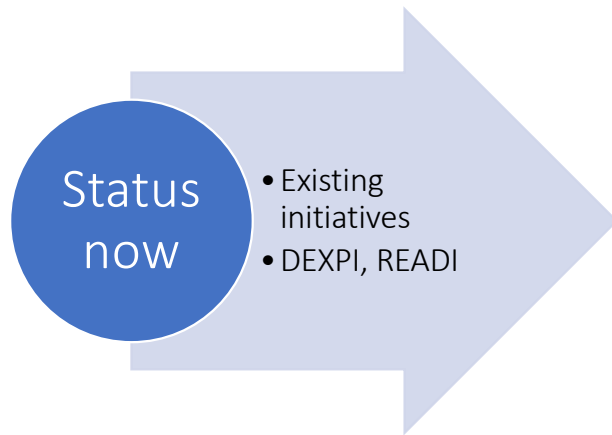 Status
now
• Existing
initiatives
• DEXPI, READI